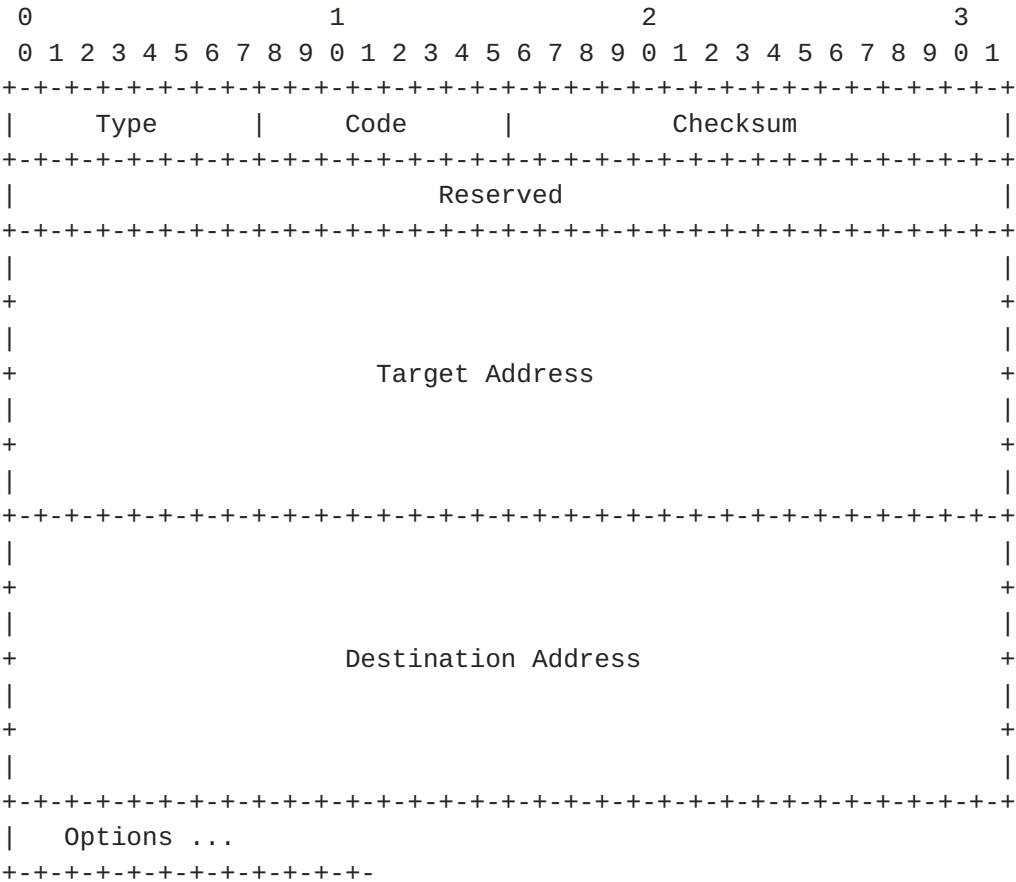 0                   1                   2                   3
 0 1 2 3 4 5 6 7 8 9 0 1 2 3 4 5 6 7 8 9 0 1 2 3 4 5 6 7 8 9 0 1
+-+-+-+-+-+-+-+-+-+-+-+-+-+-+-+-+-+-+-+-+-+-+-+-+-+-+-+-+-+-+-+-+
|     Type      |     Code      |          Checksum             |
+-+-+-+-+-+-+-+-+-+-+-+-+-+-+-+-+-+-+-+-+-+-+-+-+-+-+-+-+-+-+-+-+
|                           Reserved                            |
+-+-+-+-+-+-+-+-+-+-+-+-+-+-+-+-+-+-+-+-+-+-+-+-+-+-+-+-+-+-+-+-+
|                                                               |
+                                                               +
|                                                               |
+                       Target Address                          +
|                                                               |
+                                                               +
|                                                               |
+-+-+-+-+-+-+-+-+-+-+-+-+-+-+-+-+-+-+-+-+-+-+-+-+-+-+-+-+-+-+-+-+
|                                                               |
+                                                               +
|                                                               |
+                     Destination Address                       +
|                                                               |
+                                                               +
|                                                               |
+-+-+-+-+-+-+-+-+-+-+-+-+-+-+-+-+-+-+-+-+-+-+-+-+-+-+-+-+-+-+-+-+
|   Options ...
+-+-+-+-+-+-+-+-+-+-+-+-